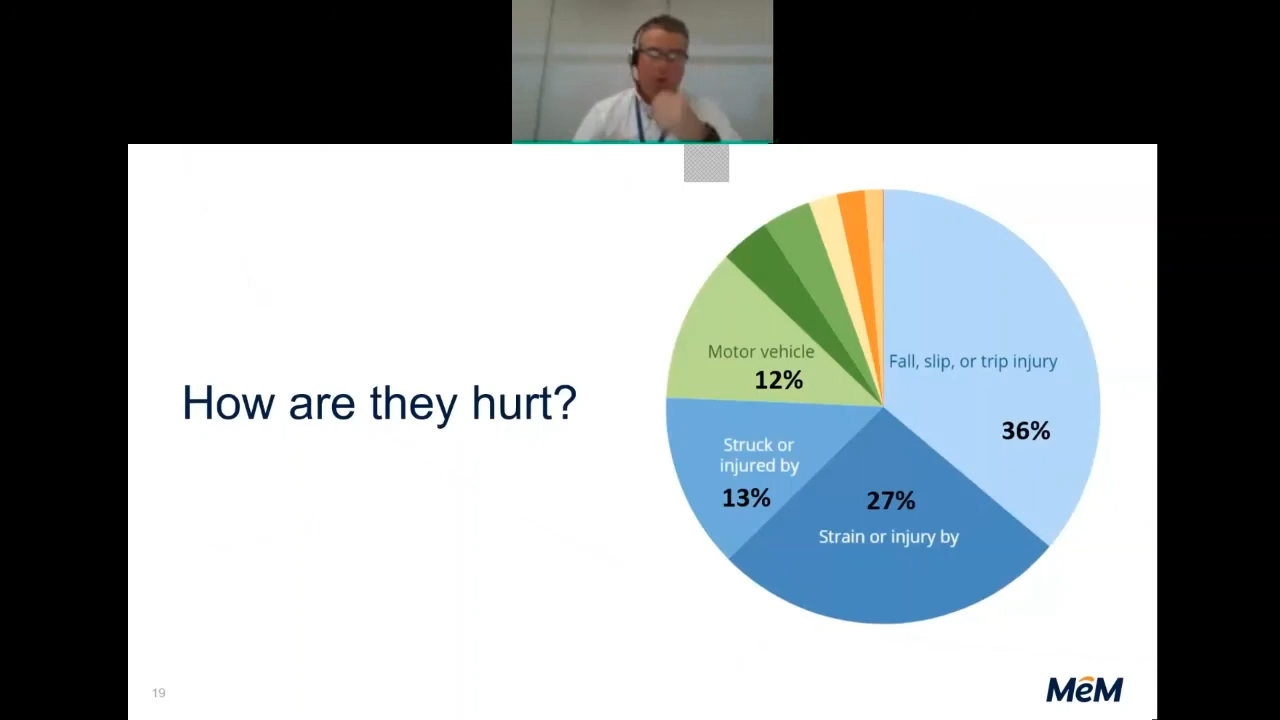 How are they hurt?
Fall, slip, or trip injury
36%
27%
Strain or injury by
Struck or
injured by
13%
Motor vehicle
12%
19
MeM